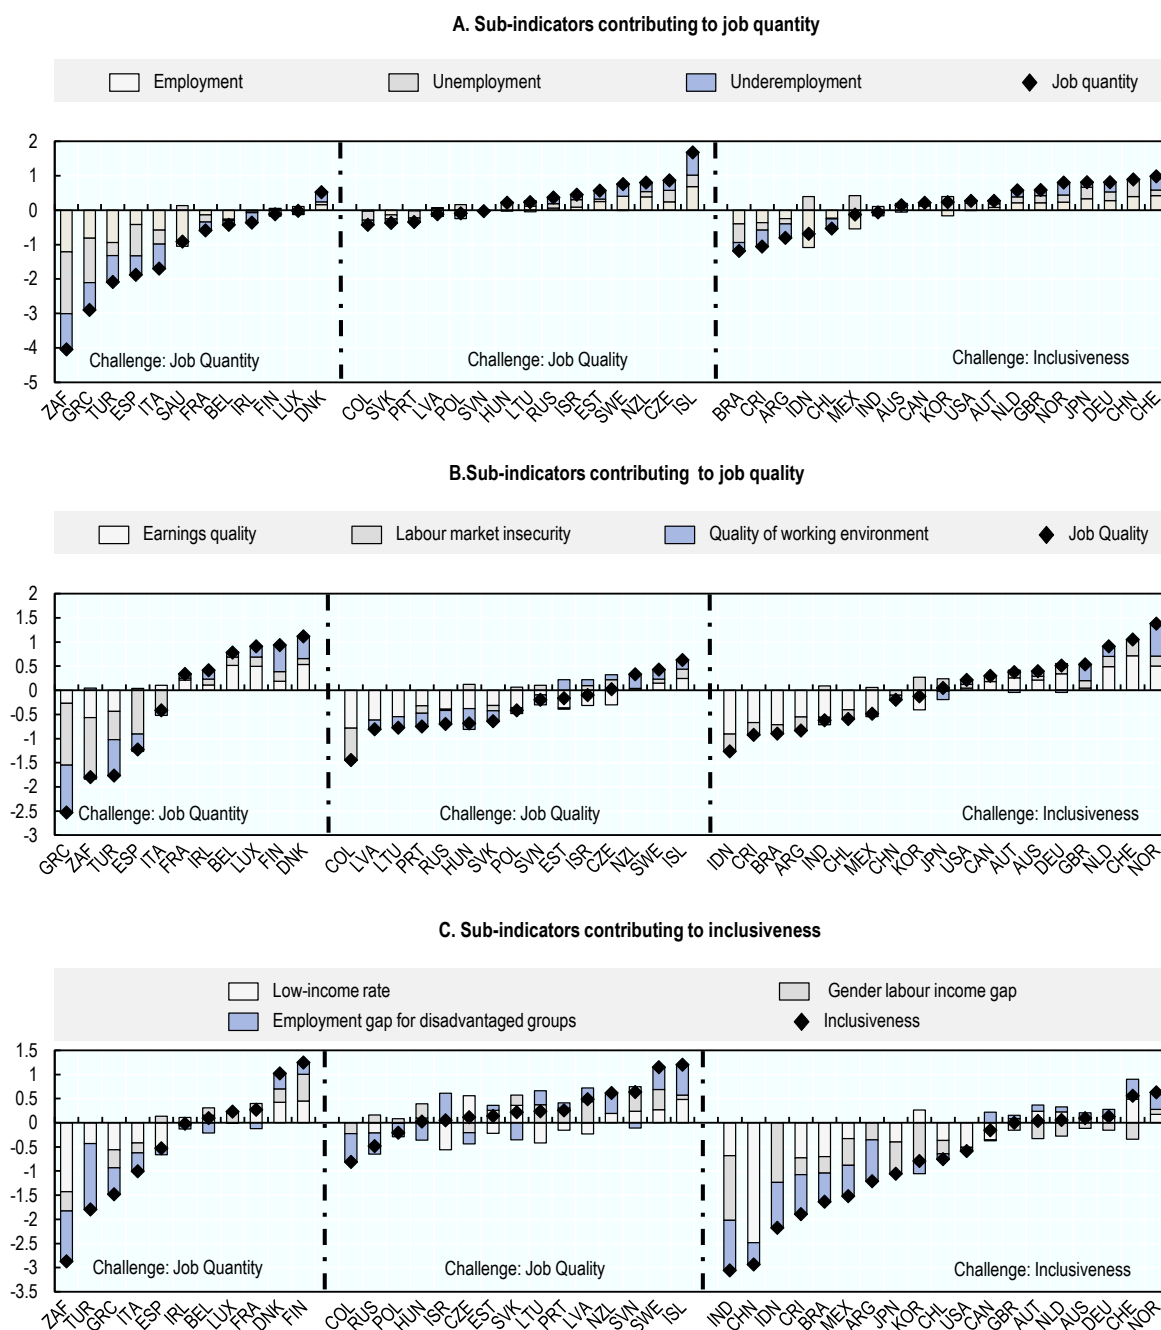 A. Sub-indicators contributing to job quantity
Employment Unemployment Underemployment Job quantity
2
1
0
-1
-2
-3
-4
-5
Challenge: Job Quantity Challenge: Job Quality Challenge: Inclusiveness
ZAF GRC TUR ESP ITA SAU FRA BEL IRL FIN LUX DNK COL SVK PRT LVA POL SVN HUN LTU RUS ISR EST SWE NZL CZE ISL BRA CRI ARG IDN CHL MEX IND AUS CAN KOR USA AUT NLD GBR NOR JPN DEU CHN CHE
B.Sub-indicators contributing to job quality
Earnings quality Labour market insecurity Quality of working environment Job Quality
2
1.5
1
0.5
0
-0.5
-1
-1.5
-2
-2.5
-3
Challenge: Job Quantity Challenge: Job Quality Challenge: Inclusiveness
GRC ZAF TUR ESP ITA FRA IRL BEL LUX FIN DNK COL LVA LTU PRT RUS HUN SVK POL SVN EST ISR CZE NZL SWE ISL IDN CRI BRA ARG IND CHL MEX CHN KOR JPN USA CAN AUT AUS DEU GBR NLD CHE NOR
C. Sub-indicators contributing to inclusiveness
Low-income rate Gender labour income gap
Employment gap for disadvantaged groups Inclusiveness
1.5
1
0.5
0
-0.5
-1
-1.5
-2
-2.5
-3
-3.5
Challenge: Job Quantity Challenge: Job Quality Challenge: Inclusiveness
ZAF TUR GRC ITA ESP IRL BEL LUX FRA DNK FIN COL RUS POL HUN ISR CZE EST SVK LTU PRT LVA NZL SVN SWE ISL IND CHN IDN CRI BRA MEX ARG JPN KOR CHL USA CAN GBR AUT NLD AUS DEU CHE NOR